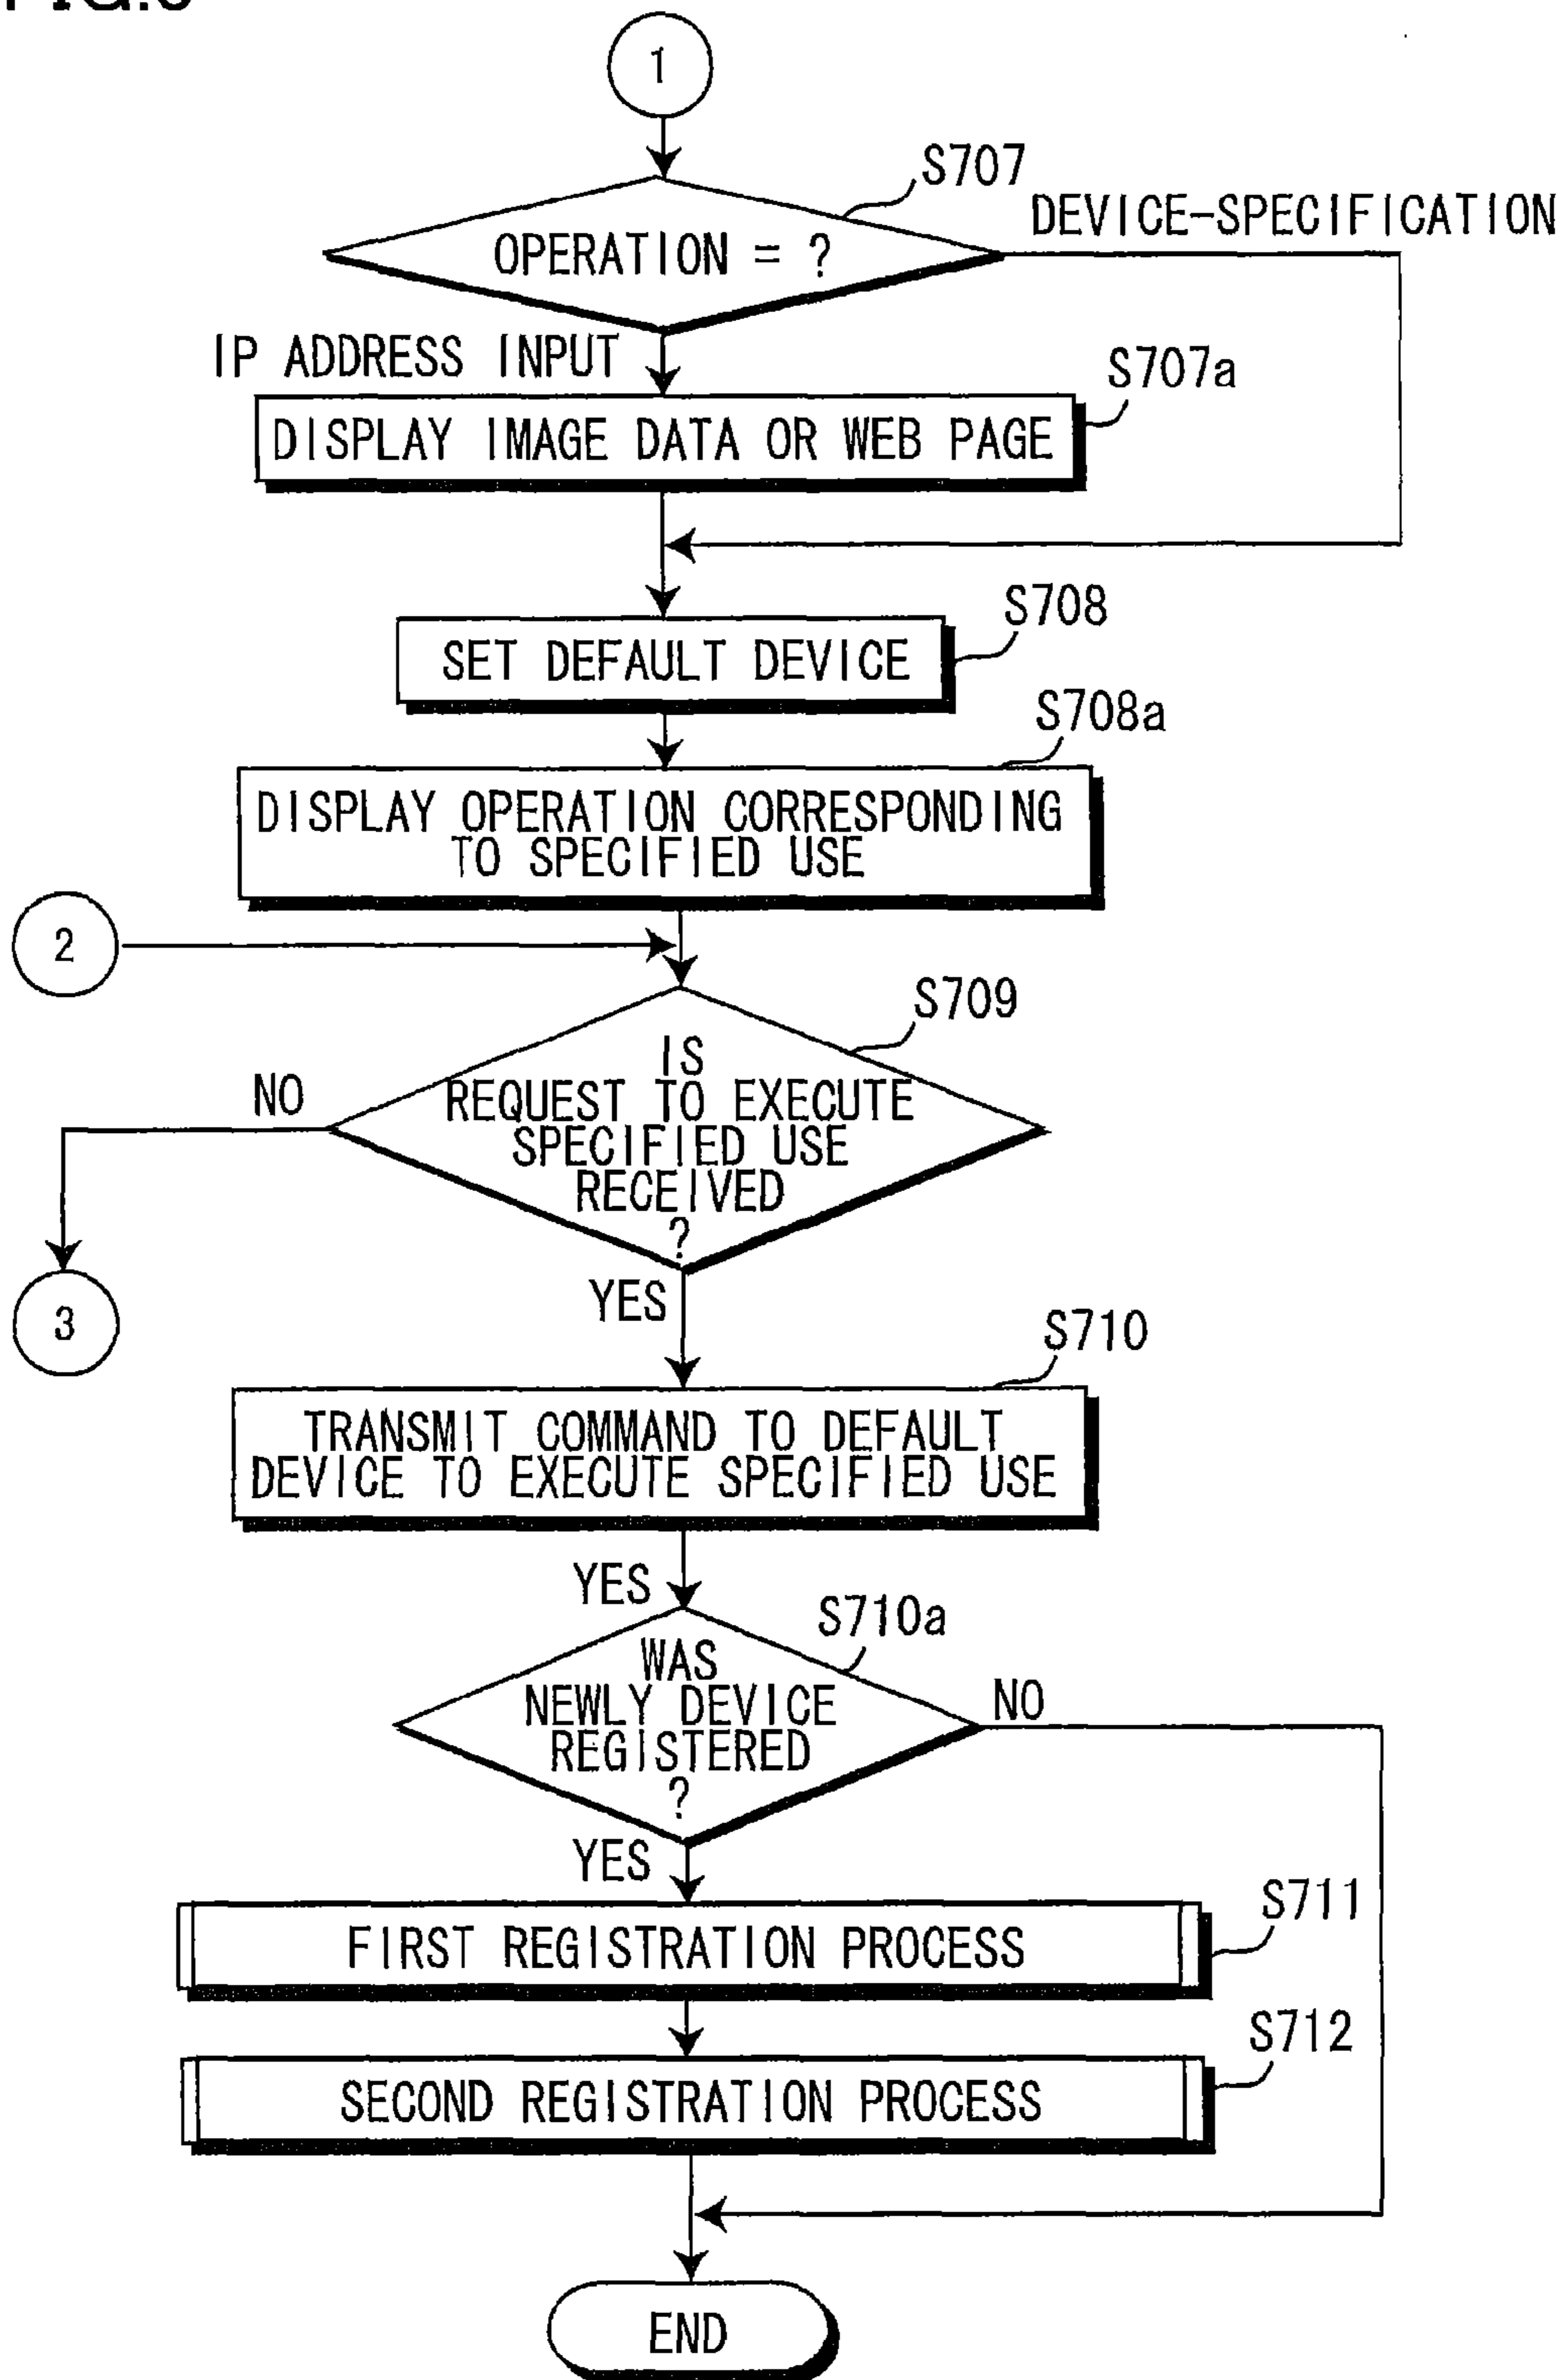 1
S707
DEVICE-SPECIFICATION
OPERATION = ?
IP ADDRESS INPUT
S707a
DISPLAY IMAGE DATA OR WEB PAGE
S708
SET DEFAULT DEVICE
S708a
DISPLAY OPERATION CORRESPONDING
TO SPECIFIED USE
2
S709
IS
REQUEST TO EXECUTE
SPECIFIED USE
RECEIVED
?
NO
3
YES
S710
TRANSMIT COMMAND TO DEFAULT
DEVICE TO EXECUTE SPECIFIED USE
YES
S710a
WAS
NEWLY DEVICE
REGISTERED
?
NO
YES
S711
FIRST REGISTRATION PROCESS
S712
SECOND REGISTRATION PROCESS
END